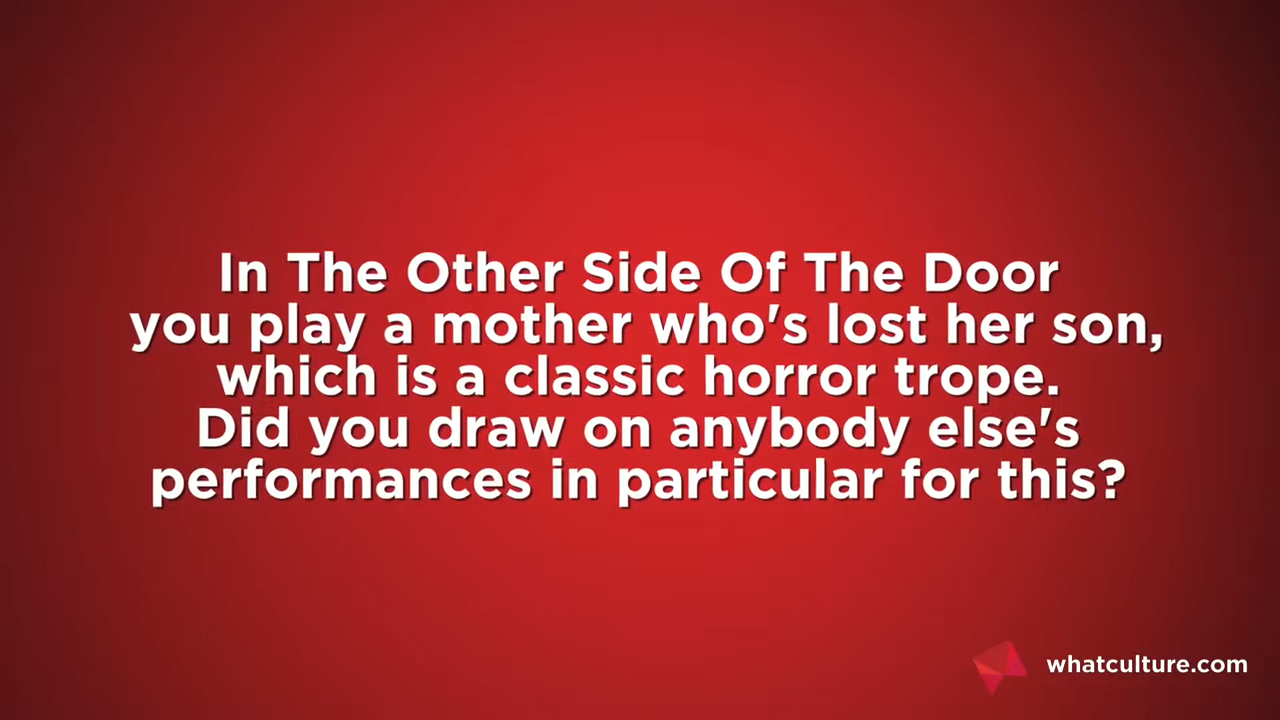 In The Other Side Of The Door
you play a mother who's lost her son,
which is a classic horror trope.
Did you draw on anybody else's
performances in particular for this?
whatculture.com